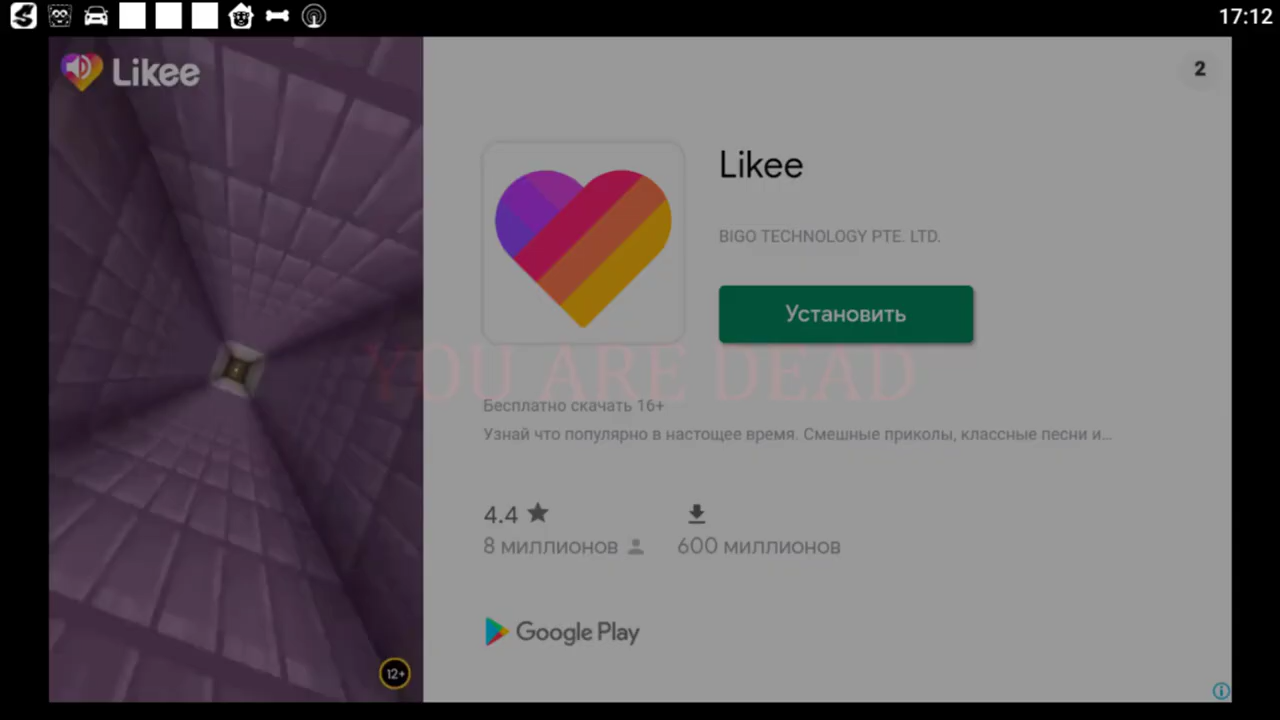 17:12
Likee
2
Likee
BIGO TECHNOLOGY PTE. LTD.
Установить
YOU ARE DEAD
Бесплатно скачать 16+
Узнай что популярно в настоящее время. Смешные приколы, классные песни и...
4.4
8 миллионов
600 миллионов
Google Play
12+